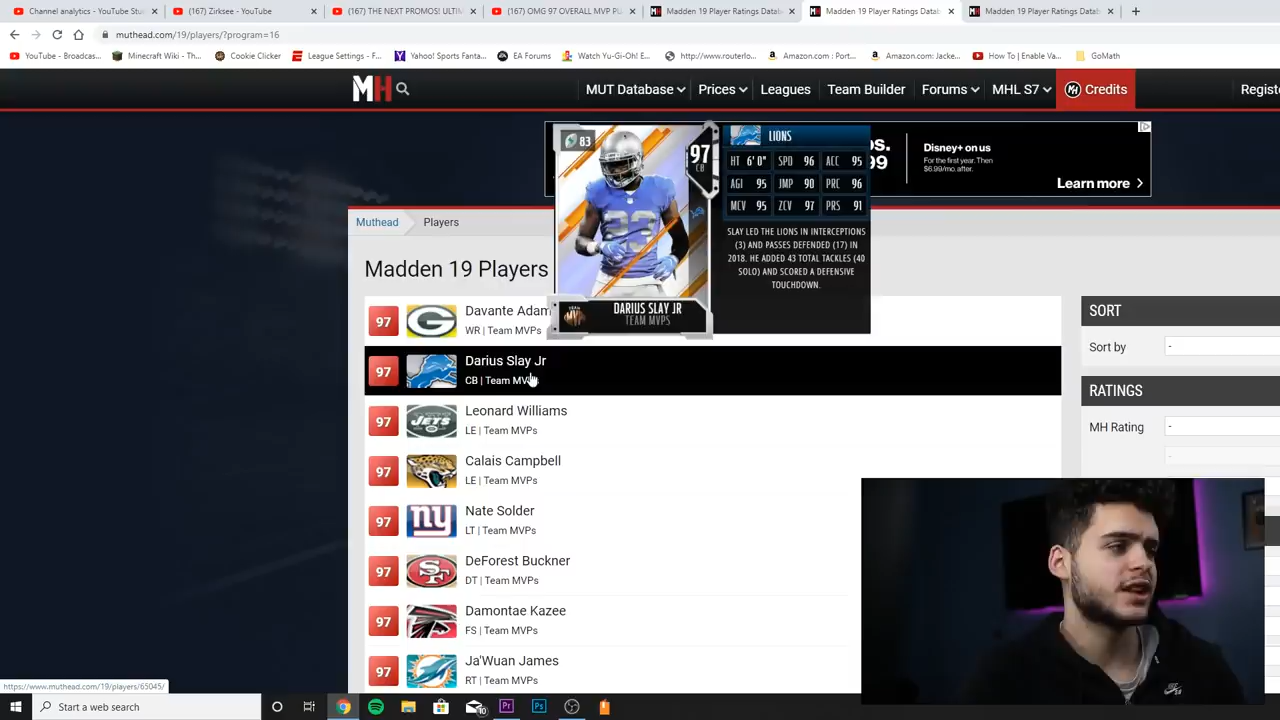 Channel analytics - YouTube Stu
(167) Zirksee - YouTube
(167) THE NEXT PROMOS! ULTIM
(167) OMG 97 OVERALL MVP PL
Madden 19 Player Ratings Datab
Madden 19 Player Ratings Datab
Madden 19 Player Ratings Datab
muthead.com/19/players/?program=16
YouTube - Broadcas...
Minecraft Wiki - Th...
Cookie Clicker
League Settings - F...
Yahoo! Sports Fanta...
EA Forums
Watch Yu-Gi-Oh! E...
http://www.routerlo...
Amazon.com : Port...
Amazon.com: Jacke...
How To | Enable Va...
GoMath
MH
MUT Database
Prices
Leagues
Team Builder
Forums
MHL S7
Credits
Regist
83
97
CB
LIONS
HT 6' 0" SPD 96 ACC 95
AGI 95 JMP 90 PRC 96
MCV 95 ZCV 97 PRS 91
SLAY LED THE LIONS IN INTERCEPTIONS
(3) AND PASSES DEFENDED (17) IN
2018. HE ADDED 43 TOTAL TACKLES (40
SOLO) AND SCORED A DEFENSIVE
TOUCHDOWN.
DARIUS SLAY JR
TEAM MVPS
Disney+ on us
For the first year. Then
$6.99/mo. after.
Learn more
Muthead
Players
Madden 19 Players
97
Davante Adam
WR | Team MVPs
97
Darius Slay Jr
CB | Team MVPs
97
JETS
Leonard Williams
LE | Team MVPs
97
Calais Campbell
LE | Team MVPs
97
ny
Nate Solder
LT | Team MVPs
97
SF
DeForest Buckner
DT | Team MVPs
97
Damontae Kazee
FS | Team MVPs
97
Ja'Wuan James
RT | Team MVPs
SORT
Sort by
RATINGS
MH Rating
https://www.muthead.com/19/players/65045/
Start a web search